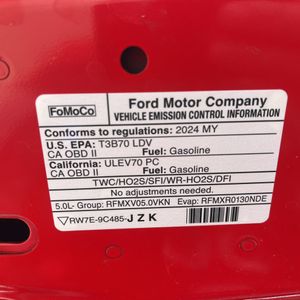 FoMoCo
Ford Motor Company
VEHICLE EMISSION CONTROL INFORMATION
Conforms to regulations: 2024 MY
U.S. EPA: T3B70 LDV
CA OBD II Fuel: Gasoline
California: ULEV70 PC
CA OBD II Fuel: Gasoline
TWC/HO2S/SFI/WR-HO2S/DFI
No adjustments needed.
5.0L- Group: RFMXV05.0VKN Evap: RFMXR0130NDE
RW7E-9C485-JZK